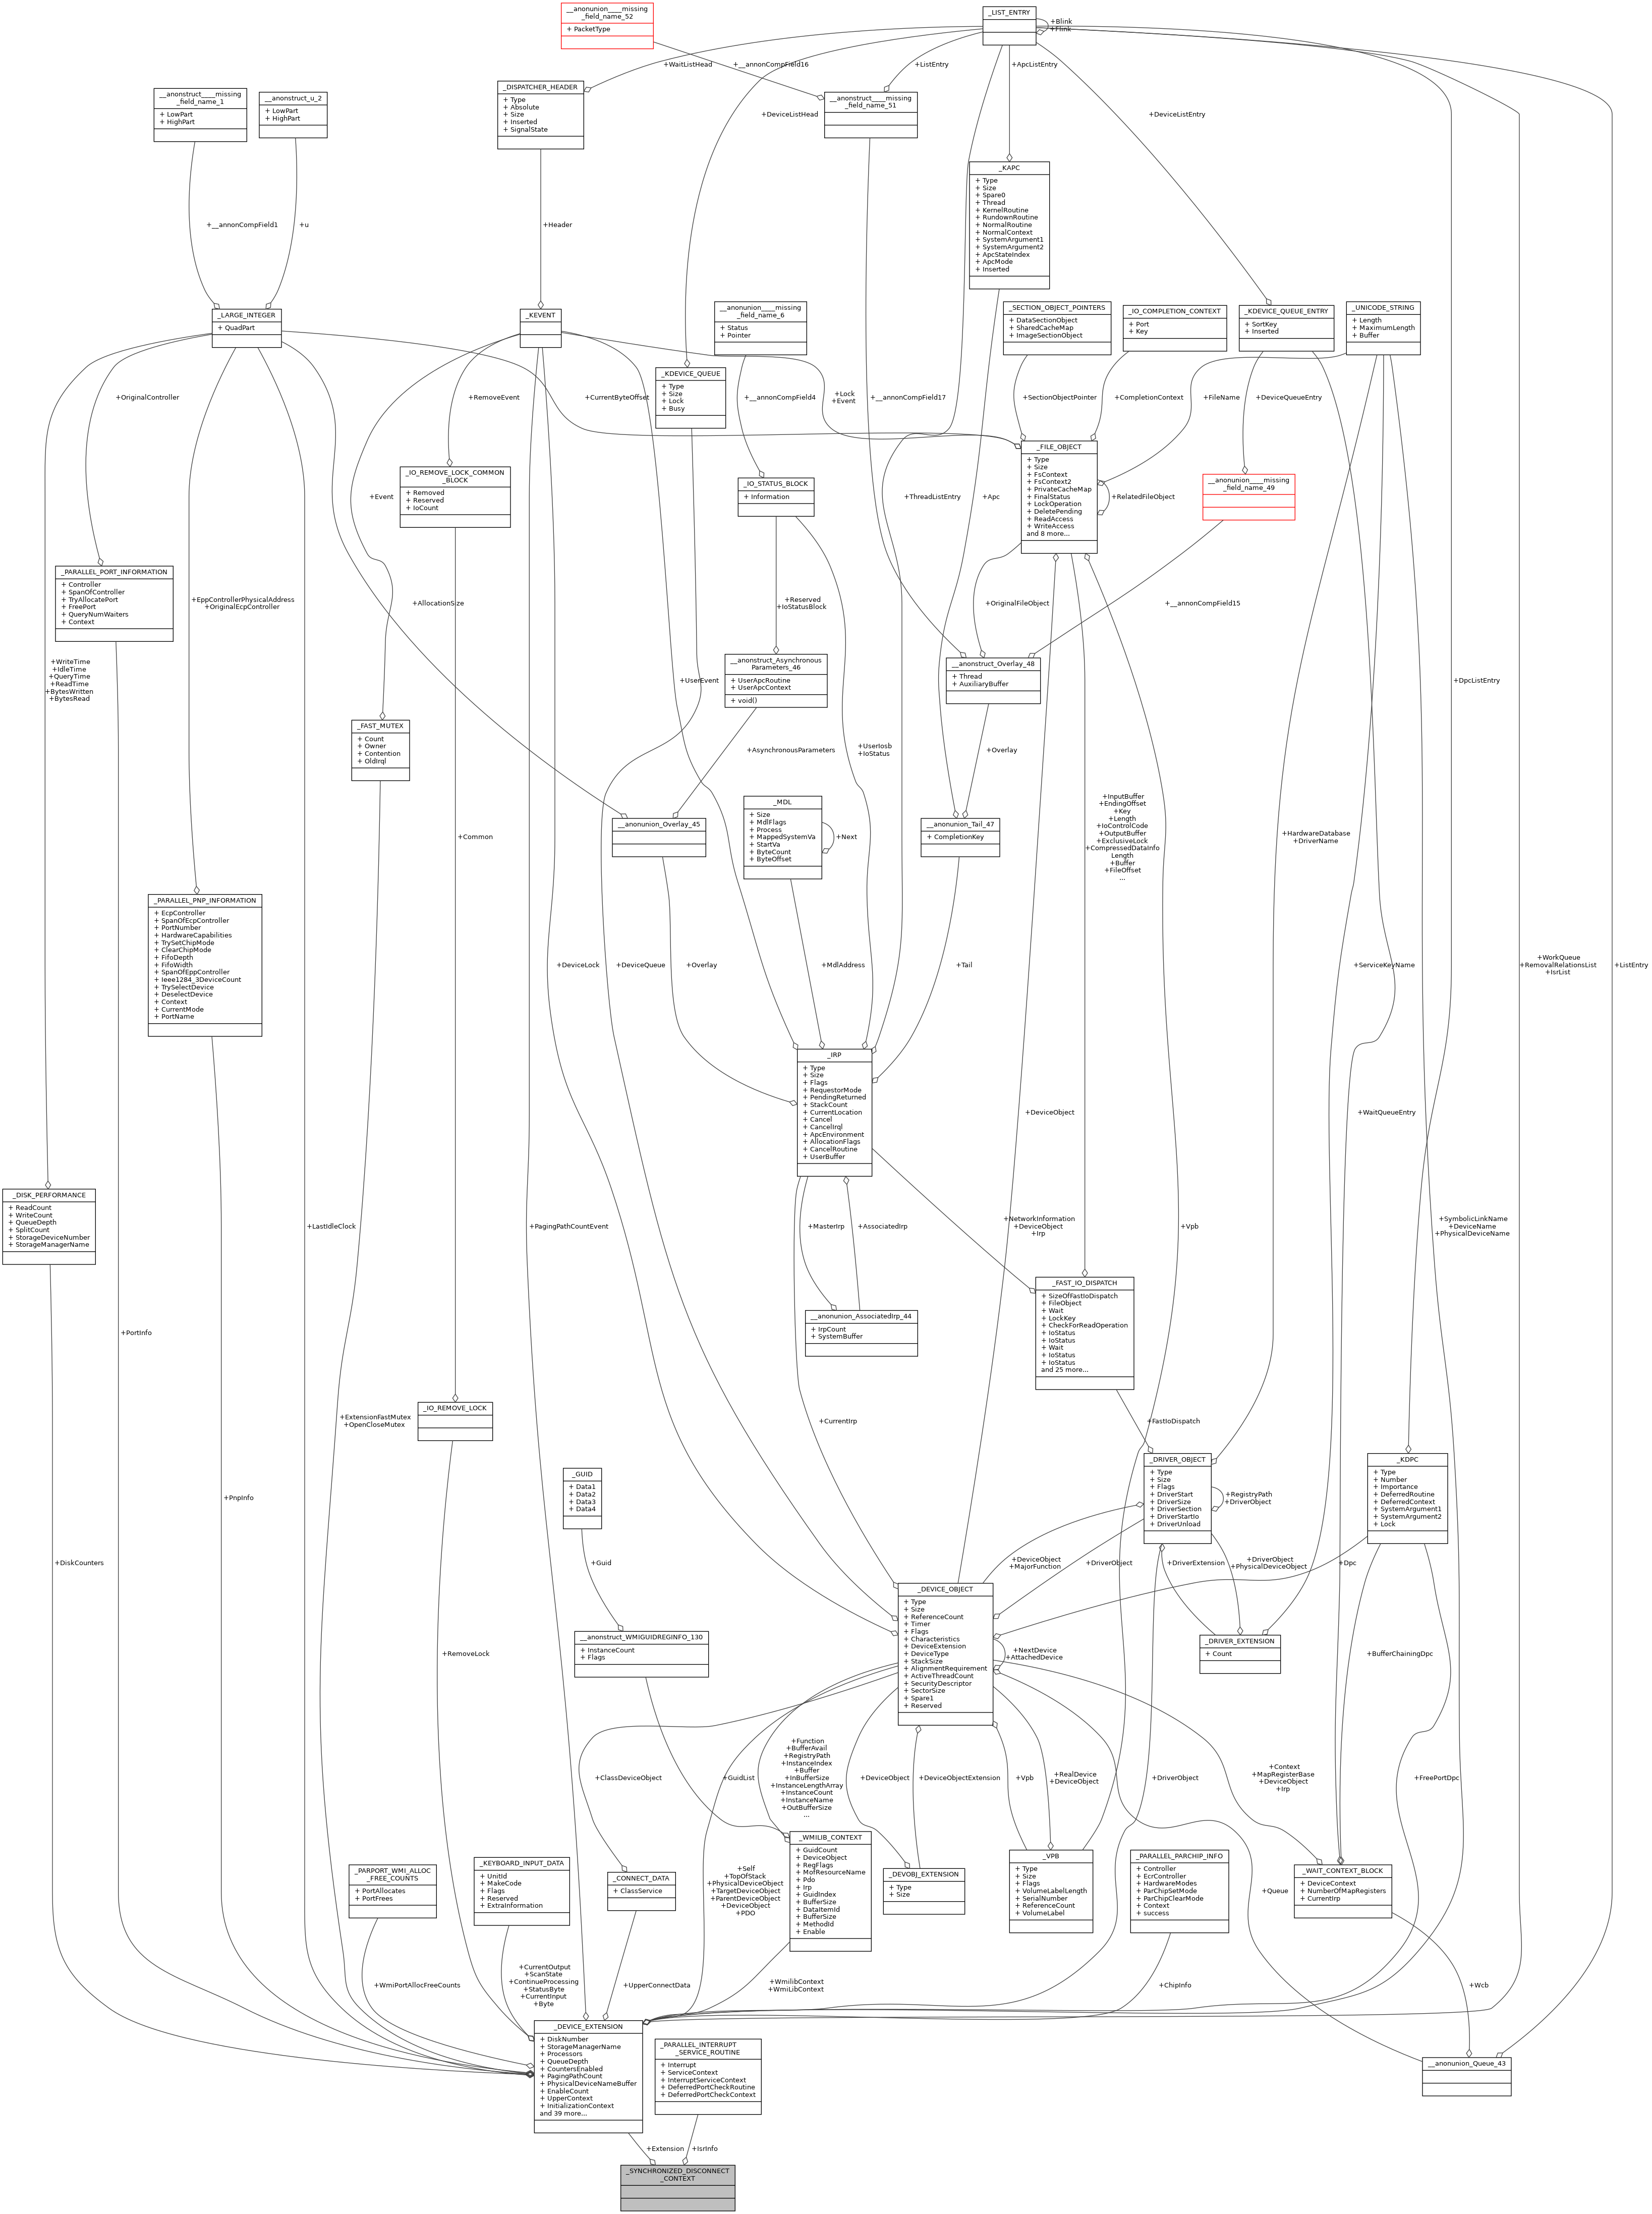 __anonunion____missing
_field_name_52
+ PacketType
_LIST_ENTRY
+Blink
+Flink
+WaitListHead
+__annonCompField16
+ListEntry
+ApcListEntry
_DISPATCHER_HEADER
+ Type
+ Absolute
+ Size
+ Inserted
+ SignalState
__anonstruct____missing
_field_name_1
+ LowPart
+ HighPart
__anonstruct_u_2
+ LowPart
+ HighPart
__anonstruct____missing
_field_name_51
+DeviceListHead
+DeviceListEntry
_KAPC
+ Type
+ Size
+ Spare0
+ Thread
+ KernelRoutine
+ RundownRoutine
+ NormalRoutine
+ NormalContext
+ SystemArgument1
+ SystemArgument2
+ ApcStateIndex
+ ApcMode
+ Inserted
+__annonCompField1
+u
+Header
_LARGE_INTEGER
+ QuadPart
_KEVENT
__anonunion____missing
_field_name_6
+ Status
+ Pointer
_SECTION_OBJECT_POINTERS
+ DataSectionObject
+ SharedCacheMap
+ ImageSectionObject
_IO_COMPLETION_CONTEXT
+ Port
+ Key
_KDEVICE_QUEUE_ENTRY
+ SortKey
+ Inserted
_UNICODE_STRING
+ Length
+ MaximumLength
+ Buffer
_KDEVICE_QUEUE
+ Type
+ Size
+ Lock
+ Busy
+OriginalController
+RemoveEvent
+CurrentByteOffset
+__annonCompField4
+Lock
+Event
+__annonCompField17
+SectionObjectPointer
+CompletionContext
+FileName
+DeviceQueueEntry
_FILE_OBJECT
+ Type
+ Size
+ FsContext
+ FsContext2
+ PrivateCacheMap
+ FinalStatus
+ LockOperation
+ DeletePending
+ ReadAccess
+ WriteAccess
and 8 more...
+RelatedFileObject
_IO_REMOVE_LOCK_COMMON
_BLOCK
+ Removed
+ Reserved
+ IoCount
_IO_STATUS_BLOCK
+ Information
__anonunion____missing
_field_name_49
+Event
+ThreadListEntry
+Apc
_PARALLEL_PORT_INFORMATION
+ Controller
+ SpanOfController
+ TryAllocatePort
+ FreePort
+ QueryNumWaiters
+ Context
+EppControllerPhysicalAddress
+OriginalEcpController
+AllocationSize
+Reserved
+IoStatusBlock
+OriginalFileObject
+__annonCompField15
+WriteTime
+IdleTime
+QueryTime
+ReadTime
+BytesWritten
+BytesRead
+UserEvent
__anonstruct_Asynchronous
Parameters_46
+ UserApcRoutine
+ UserApcContext
+ void()
__anonstruct_Overlay_48
+ Thread
+ AuxiliaryBuffer
+DpcListEntry
_FAST_MUTEX
+ Count
+ Owner
+ Contention
+ OldIrql
+AsynchronousParameters
+UserIosb
+IoStatus
+Overlay
_MDL
+ Size
+ MdlFlags
+ Process
+ MappedSystemVa
+ StartVa
+ ByteCount
+ ByteOffset
+Next
__anonunion_Overlay_45
__anonunion_Tail_47
+ CompletionKey
+Common
+InputBuffer
+EndingOffset
+Key
+Length
+IoControlCode
+OutputBuffer
+ExclusiveLock
+CompressedDataInfo
Length
+Buffer
+FileOffset
...
+HardwareDatabase
+DriverName
_PARALLEL_PNP_INFORMATION
+ EcpController
+ SpanOfEcpController
+ PortNumber
+ HardwareCapabilities
+ TrySetChipMode
+ ClearChipMode
+ FifoDepth
+ FifoWidth
+ SpanOfEppController
+ Ieee1284_3DeviceCount
+ TrySelectDevice
+ DeselectDevice
+ Context
+ CurrentMode
+ PortName
+DeviceLock
+DeviceQueue
+Overlay
+MdlAddress
+Tail
+ServiceKeyName
+WorkQueue
+RemovalRelationsList
+IsrList
+ListEntry
_IRP
+ Type
+ Size
+ Flags
+ RequestorMode
+ PendingReturned
+ StackCount
+ CurrentLocation
+ Cancel
+ CancelIrql
+ ApcEnvironment
+ AllocationFlags
+ CancelRoutine
+ UserBuffer
+DeviceObject
+WaitQueueEntry
_DISK_PERFORMANCE
+ ReadCount
+ WriteCount
+ QueueDepth
+ SplitCount
+ StorageDeviceNumber
+ StorageManagerName
+LastIdleClock
+PagingPathCountEvent
+MasterIrp
+AssociatedIrp
+NetworkInformation
+DeviceObject
+Irp
+Vpb
+SymbolicLinkName
+DeviceName
+PhysicalDeviceName
_FAST_IO_DISPATCH
+ SizeOfFastIoDispatch
+ FileObject
+ Wait
+ LockKey
+ CheckForReadOperation
+ IoStatus
+ IoStatus
+ Wait
+ IoStatus
+ IoStatus
and 25 more...
__anonunion_AssociatedIrp_44
+ IrpCount
+ SystemBuffer
+PortInfo
_IO_REMOVE_LOCK
+ExtensionFastMutex
+OpenCloseMutex
+CurrentIrp
+FastIoDispatch
_DRIVER_OBJECT
+ Type
+ Size
+ Flags
+ DriverStart
+ DriverSize
+ DriverSection
+ DriverStartIo
+ DriverUnload
+RegistryPath
+DriverObject
_KDPC
+ Type
+ Number
+ Importance
+ DeferredRoutine
+ DeferredContext
+ SystemArgument1
+ SystemArgument2
+ Lock
_GUID
+ Data1
+ Data2
+ Data3
+ Data4
+PnpInfo
+DiskCounters
+Guid
+DeviceObject
+MajorFunction
+DriverObject
+DriverExtension
+DriverObject
+PhysicalDeviceObject
+Dpc
_DEVICE_OBJECT
+ Type
+ Size
+ ReferenceCount
+ Timer
+ Flags
+ Characteristics
+ DeviceExtension
+ DeviceType
+ StackSize
+ AlignmentRequirement
+ ActiveThreadCount
+ SecurityDescriptor
+ SectorSize
+ Spare1
+ Reserved
+NextDevice
+AttachedDevice
__anonstruct_WMIGUIDREGINFO_130
+ InstanceCount
+ Flags
_DRIVER_EXTENSION
+ Count
+RemoveLock
+BufferChainingDpc
+ClassDeviceObject
+GuidList
+Function
+BufferAvail
+RegistryPath
+InstanceIndex
+Buffer
+InBufferSize
+InstanceLengthArray
+InstanceCount
+InstanceName
+OutBufferSize
...
+DeviceObject
+DeviceObjectExtension
+Vpb
+RealDevice
+DeviceObject
+DriverObject
+Context
+MapRegisterBase
+DeviceObject
+Irp
+FreePortDpc
_PARPORT_WMI_ALLOC
_FREE_COUNTS
+ PortAllocates
+ PortFrees
_KEYBOARD_INPUT_DATA
+ UnitId
+ MakeCode
+ Flags
+ Reserved
+ ExtraInformation
_CONNECT_DATA
+ ClassService
+Self
+TopOfStack
+PhysicalDeviceObject
+TargetDeviceObject
+ParentDeviceObject
+DeviceObject
+PDO
_WMILIB_CONTEXT
+ GuidCount
+ DeviceObject
+ RegFlags
+ MofResourceName
+ Pdo
+ Irp
+ GuidIndex
+ BufferSize
+ DataItemId
+ BufferSize
+ MethodId
+ Enable
_DEVOBJ_EXTENSION
+ Type
+ Size
_VPB
+ Type
+ Size
+ Flags
+ VolumeLabelLength
+ SerialNumber
+ ReferenceCount
+ VolumeLabel
_PARALLEL_PARCHIP_INFO
+ Controller
+ EcrController
+ HardwareModes
+ ParChipSetMode
+ ParChipClearMode
+ Context
+ success
+Queue
_WAIT_CONTEXT_BLOCK
+ DeviceContext
+ NumberOfMapRegisters
+ CurrentIrp
+WmiPortAllocFreeCounts
+CurrentOutput
+ScanState
+ContinueProcessing
+StatusByte
+CurrentInput
+Byte
+UpperConnectData
+WmilibContext
+WmiLibContext
+ChipInfo
+Wcb
_DEVICE_EXTENSION
+ DiskNumber
+ StorageManagerName
+ Processors
+ QueueDepth
+ CountersEnabled
+ PagingPathCount
+ PhysicalDeviceNameBuffer
+ EnableCount
+ UpperContext
+ InitializationContext
and 39 more...
_PARALLEL_INTERRUPT
_SERVICE_ROUTINE
+ Interrupt
+ ServiceContext
+ InterruptServiceContext
+ DeferredPortCheckRoutine
+ DeferredPortCheckContext
__anonunion_Queue_43
+Extension
+IsrInfo
_SYNCHRONIZED_DISCONNECT
_CONTEXT